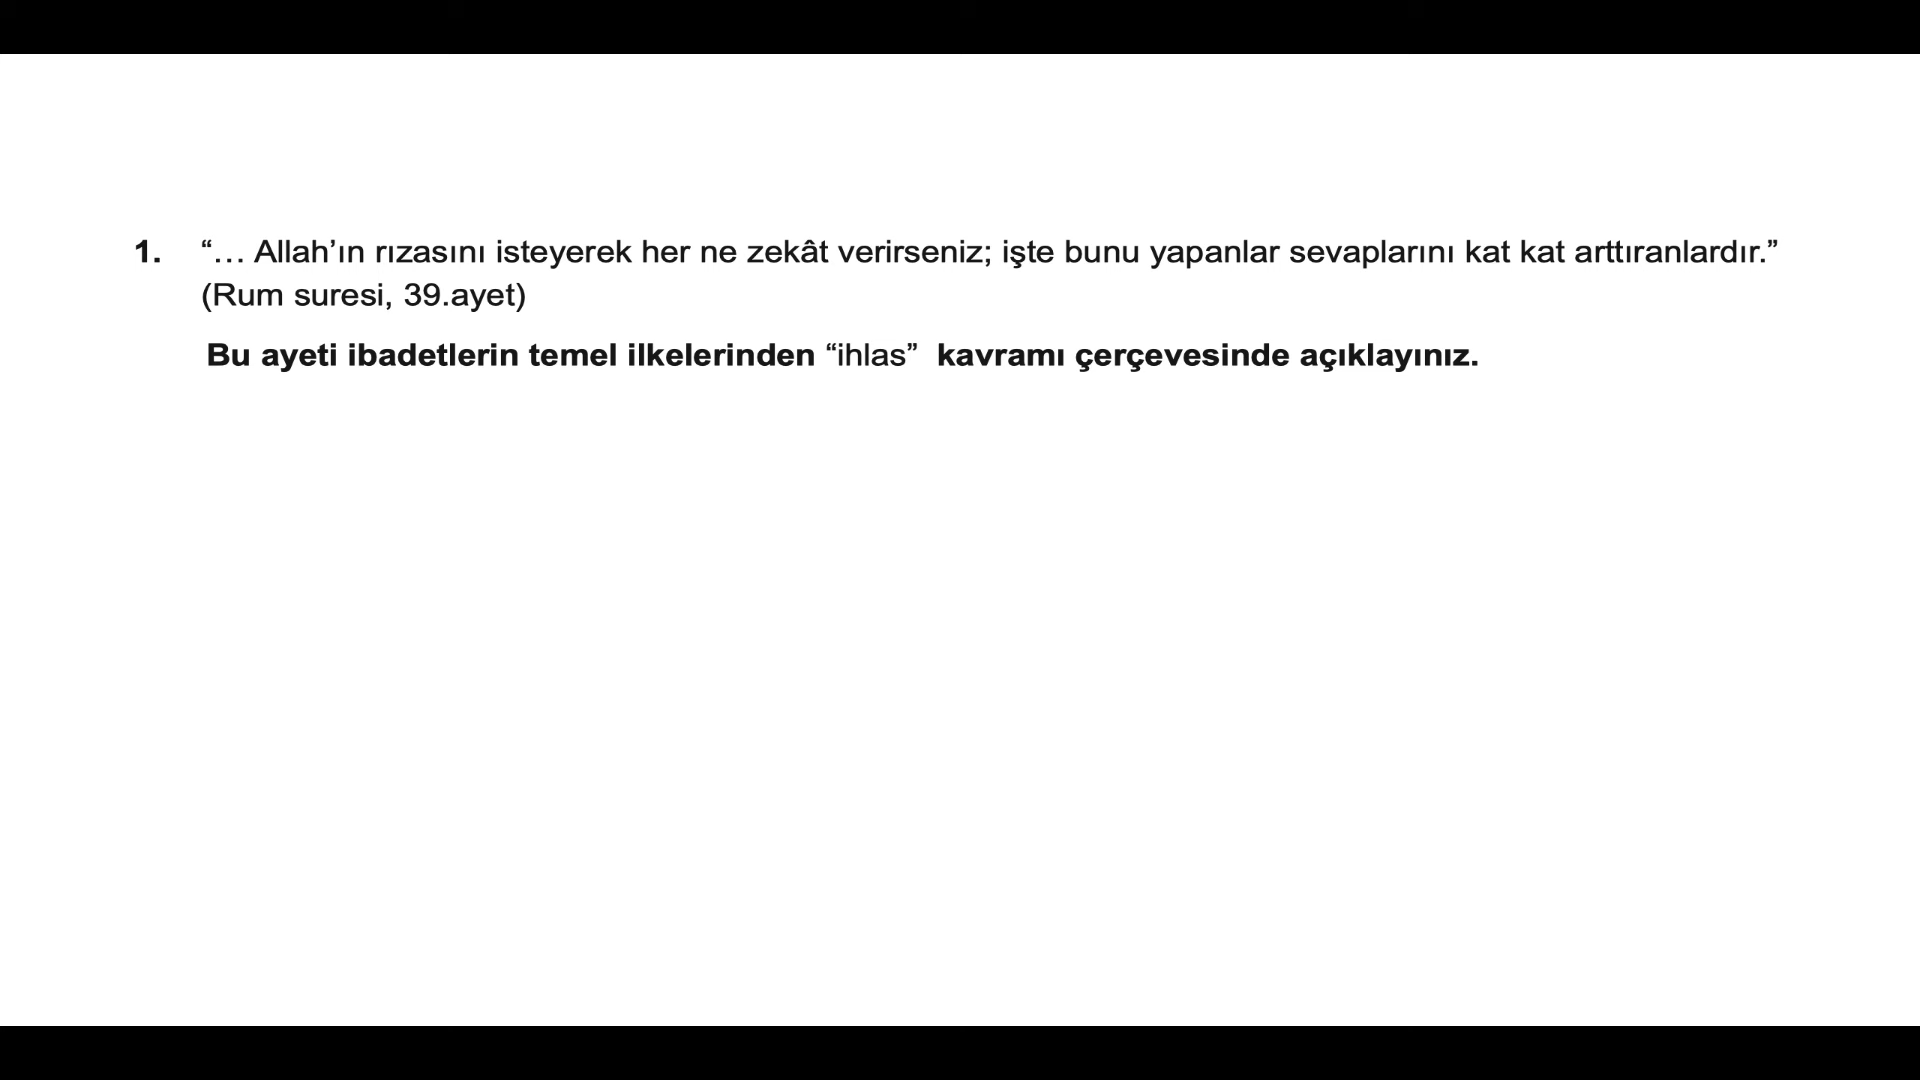 1. “… Allah’ın rızasını isteyerek her ne zekât verirseniz; işte bunu yapanlar sevaplarını kat kat arttıranlardır.”
(Rum suresi, 39.ayet)
Bu ayeti ibadetlerin temel ilkelerinden “ihlas” kavramı çerçevesinde açıklayınız.